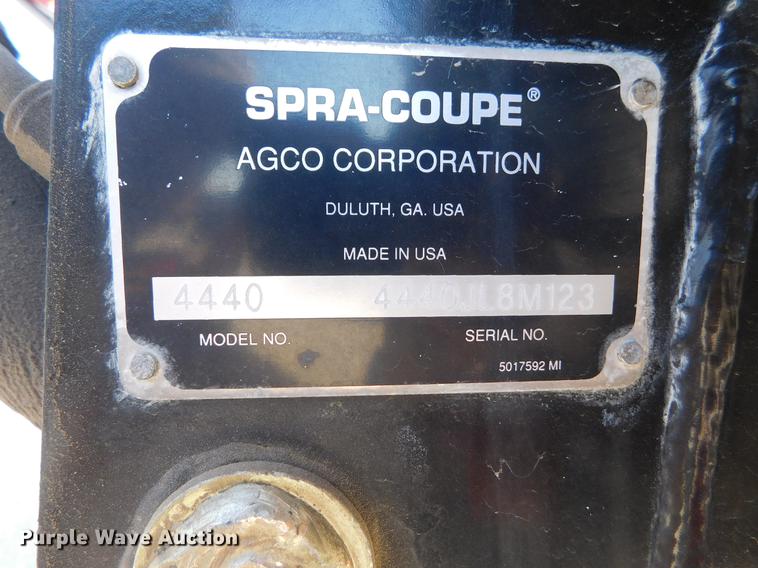 SPRA-COUPE®
AGCO CORPORATION
DULUTH, GA. USA
MADE IN USA
4440 4440JL8M123
MODEL NO. SERIAL NO.
5017592 MI
Purple Wave Auction